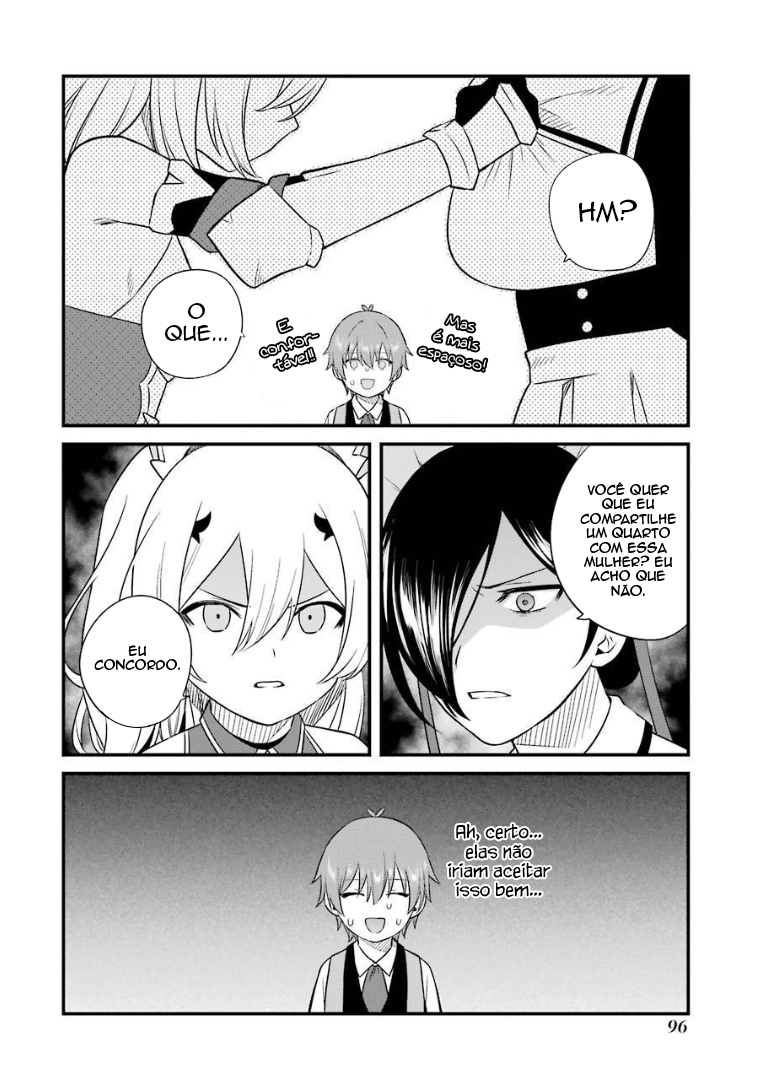 HM?
Mas
é mais
espaçoso!
E
confor-
tável!!
O
QUE...
VOCÊ QUER
QUE EU
COMPARTILHE
UM QUARTO
COM ESSA
MULHER? EU
ACHO QUE
NÃO.
EU
CONCORDO.
Ah, certo...
elas não
iriam aceitar
isso bem...
96